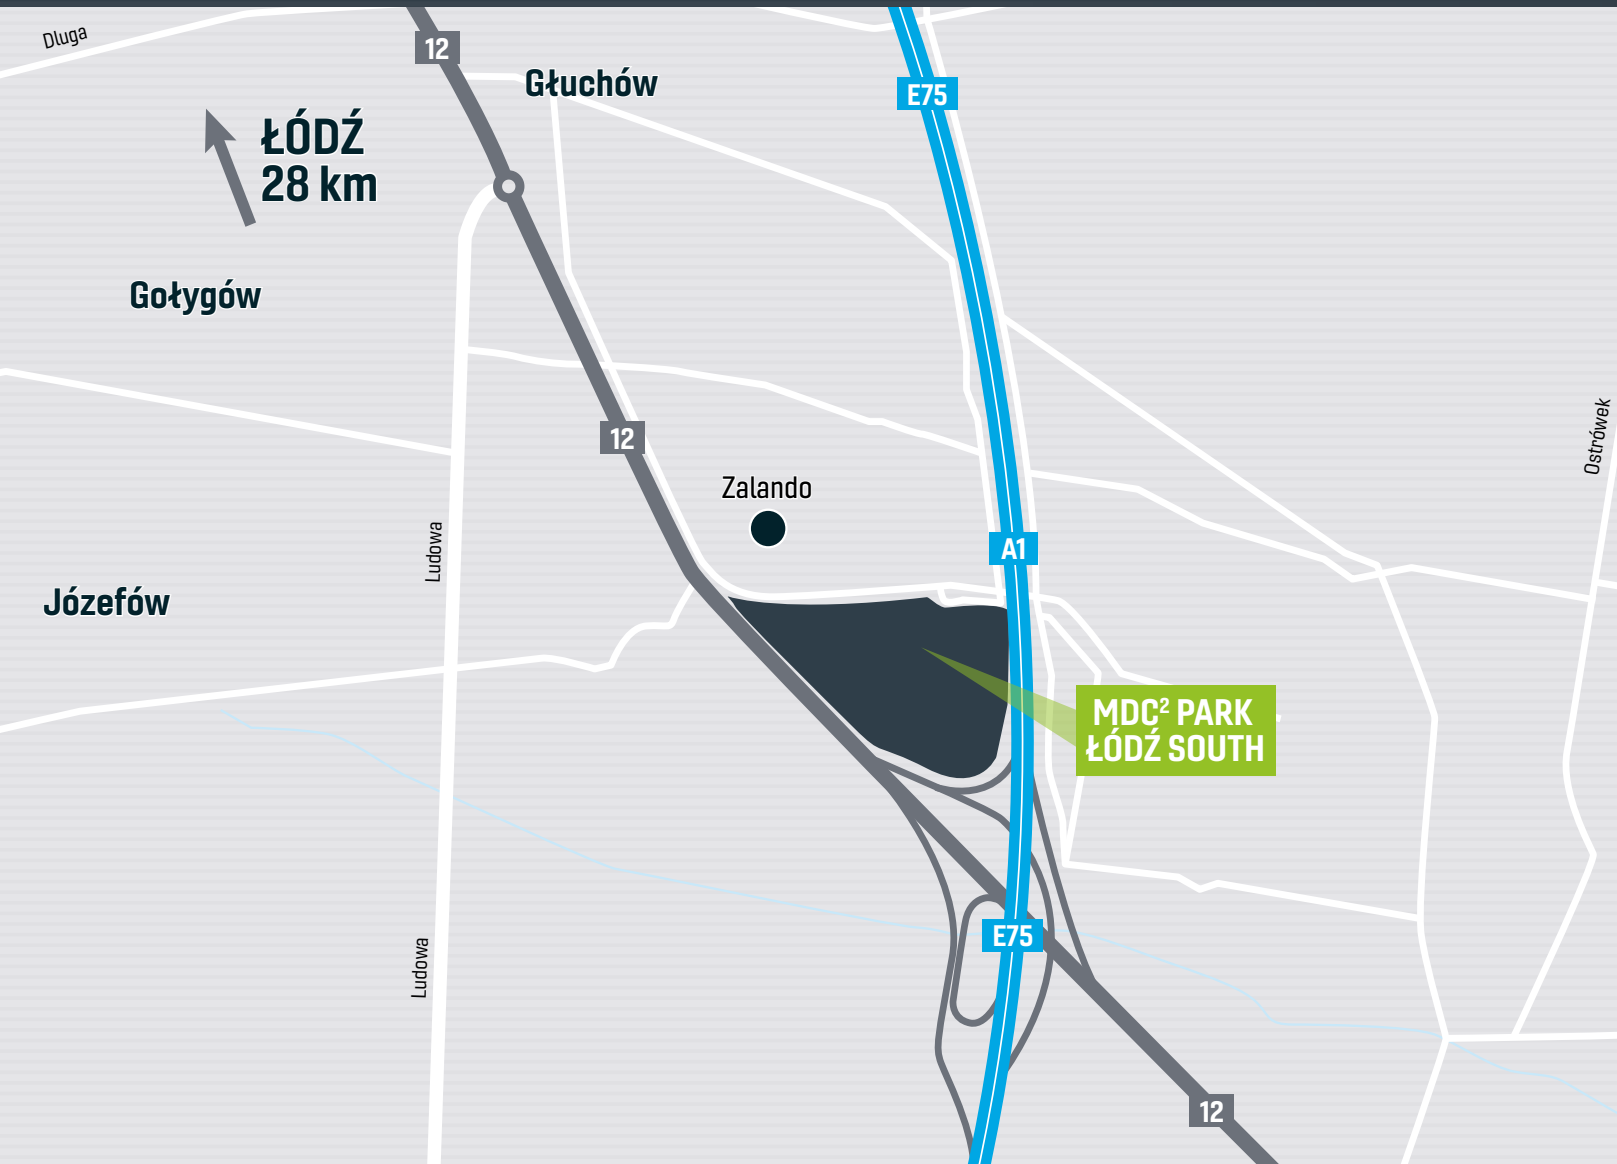 Dluga
12
Głuchów
E75
ŁÓDŹ
28 km
Gołygów
Ostrówek
12
Zalando
Ludowa
A1
Józefów
MDC² PARK
ŁÓDŹ SOUTH
E75
Ludowa
12